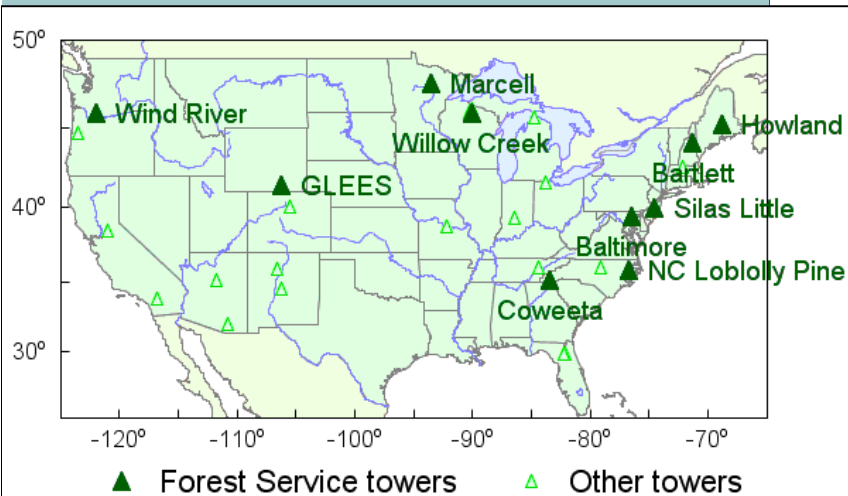 50º
Marcell
Wind River
Howland
Willow Creek
Bartlett
GLEES
40º
Silas Little
Baltimore
NC Loblolly Pine
Coweeta
30º
-120º -110º -100º -90º -80º -70º
Forest Service towers Other towers